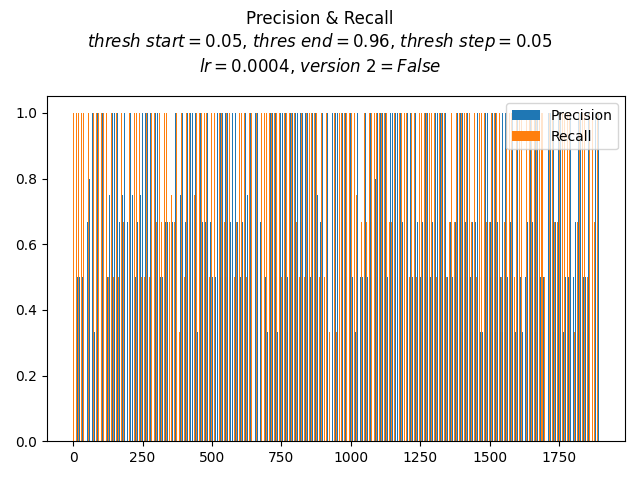 Precision & Recall
thresh start = 0.05, thres end = 0.96, thresh step = 0.05
lr = 0.0004, version 2 = False
Precision
Recall
1.0
0.8
0.6
0.4
0.2
0.0
0 250 500 750 1000 1250 1500 1750